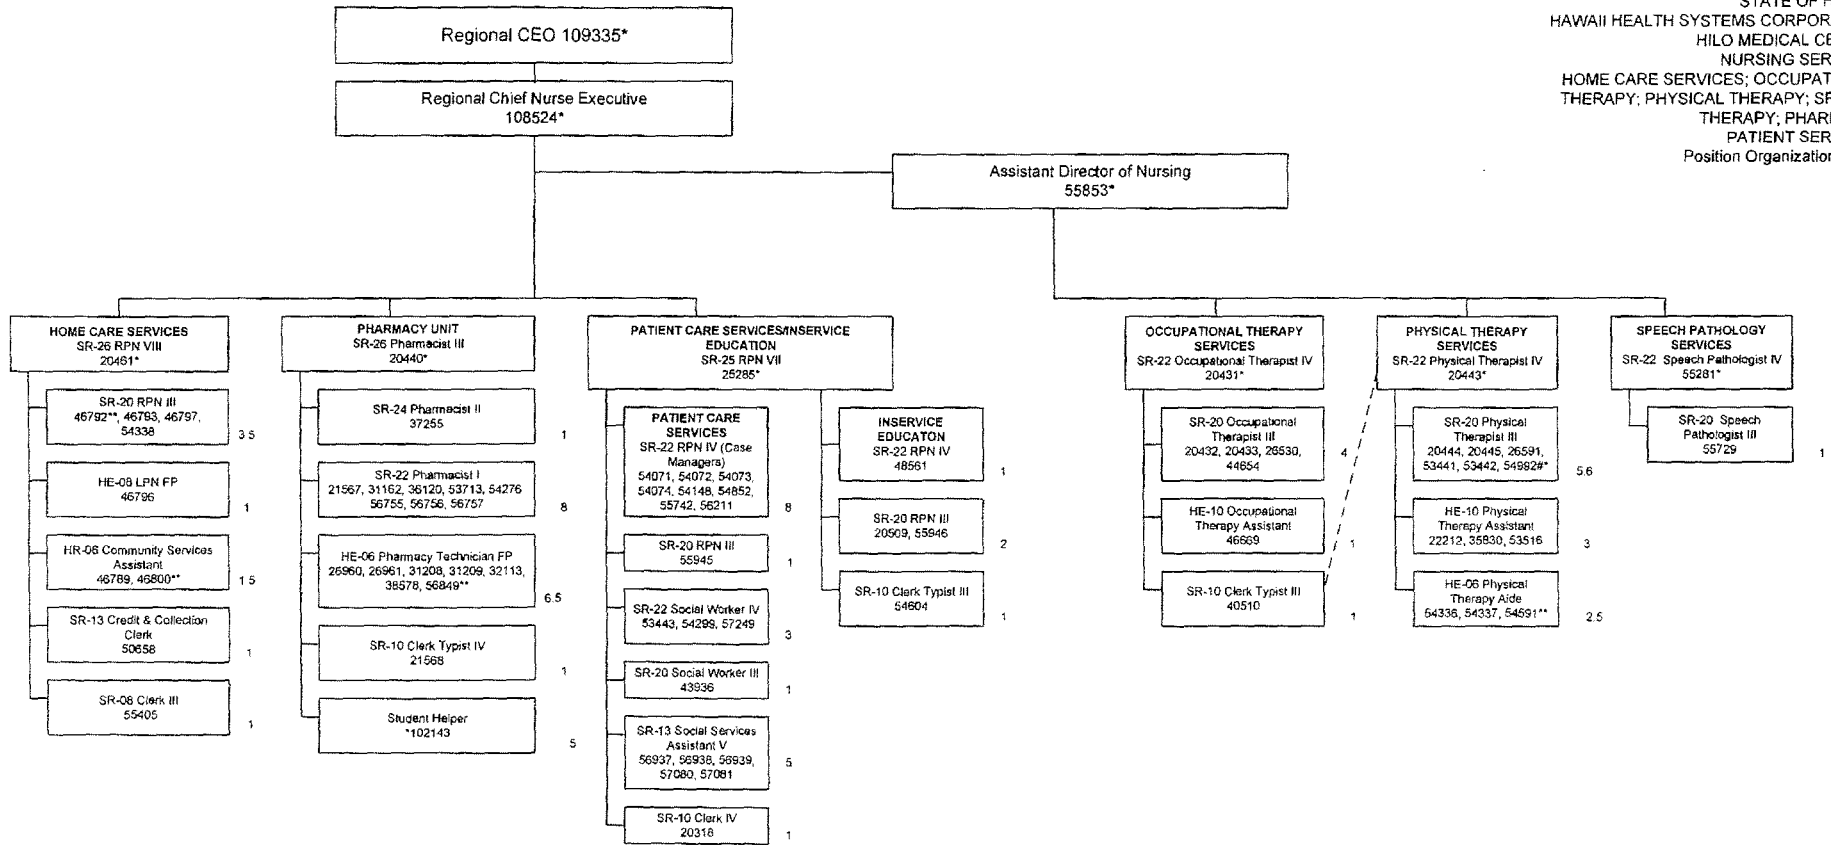 STATE OF H
HAWAII HEALTH SYSTEMS CORPOR
HILO MEDICAL CE
NURSING SER
HOME CARE SERVICES; OCCUPAT
THERAPY; PHYSICAL THERAPY; SP
THERAPY; PHAR
PATIENT SER
Position Organization
Regional CEO 109335*
Regional Chief Nurse Executive
108524*
Assistant Director of Nursing
55853*
HOME CARE SERVICES
SR-26 RPN VIII
20461*
SR-20 RPN III
46792**, 46793, 46797,
54338
3.5
HE-08 LPN FP
46796
1
HR-06 Community Services
Assistant
46789, 46800**
1.5
SR-13 Credit & Collection
Clerk
50658
1
SR-08 Clerk III
55405
1
PHARMACY UNIT
SR-26 Pharmacist III
20440*
SR-24 Pharmacist II
37255
1
SR-22 Pharmacist I
21567, 31162, 36120, 53713, 54276
56755, 56756, 56757
8
HE-06 Pharmacy Technician FP
26960, 26961, 31208, 31209, 32113,
38578, 56849**
6.5
SR-10 Clerk Typist IV
21568
1
Student Helper
*102143
5
PATIENT CARE SERVICES/INSERVICE
EDUCATION
SR-25 RPN VII
25285*
PATIENT CARE
SERVICES
SR-22 RPN IV (Case
Managers)
54071, 54072, 54073,
54074, 54148, 54852,
55742, 56211
8
SR-20 RPN III
55945
1
SR-22 Social Worker IV
53443, 54299, 57249
3
SR-20 Social Worker III
43936
1
SR-13 Social Services
Assistant V
56937, 56938, 56939,
57080, 57081
5
SR-10 Clerk IV
20318
1
INSERVICE
EDUCATON
SR-22 RPN IV
48561
1
SR-20 RPN III
20509, 55946
2
SR-10 Clerk Typist III
54604
1
OCCUPATIONAL THERAPY
SERVICES
SR-22 Occupational Therapist IV
20431*
SR-20 Occupational
Therapist III
20432, 20433, 26530,
44654
4
HE-10 Occupational
Therapy Assistant
46669
1
SR-10 Clerk Typist III
40510
1
PHYSICAL THERAPY
SERVICES
SR-22 Physical Therapist IV
20443*
SR-20 Physical
Therapist III
20444, 20445, 26591,
53441, 53442, 54982#*
5.6
HE-10 Physical
Therapy Assistant
22212, 35830, 53516
3
HE-06 Physical
Therapy Aide
54336, 54337, 54591**
2.5
SPEECH PATHOLOGY
SERVICES
SR-22 Speech Pathologist IV
55281*
SR-20 Speech
Pathologist III
55729
1